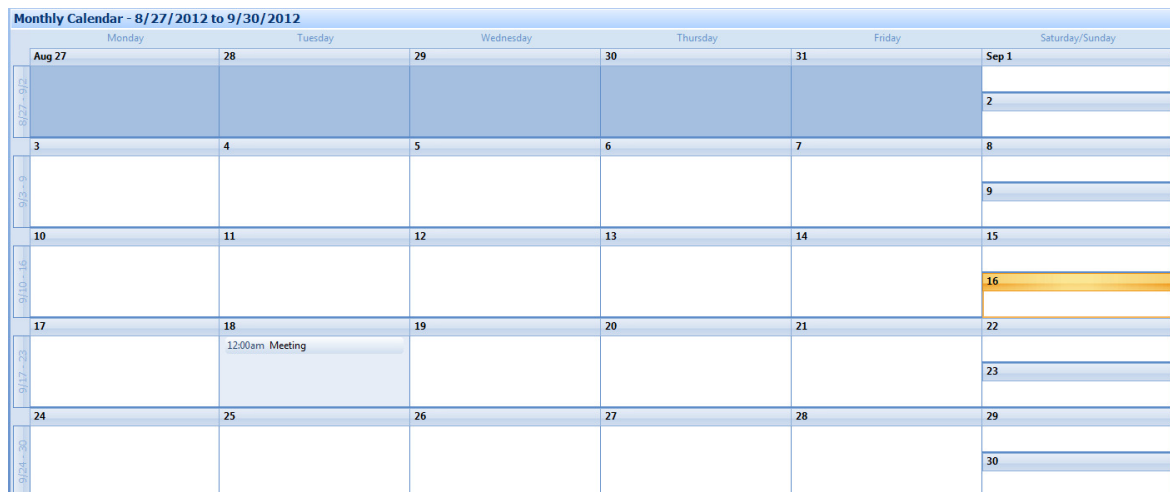 Monthly Calendar - 8/27/2012 to 9/30/2012
Monday Tuesday Wednesday Thursday Friday Saturday/Sunday
Aug 27 28 29 30 31 Sep 1
8/27 - 9/2
2
3 4 5 6 7 8
9/3 - 9
9
10 11 12 13 14 15
9/10 - 16
16
17 18 19 20 21 22
12:00am Meeting
9/17 - 23
23
24 25 26 27 28 29
9/24 - 30
30